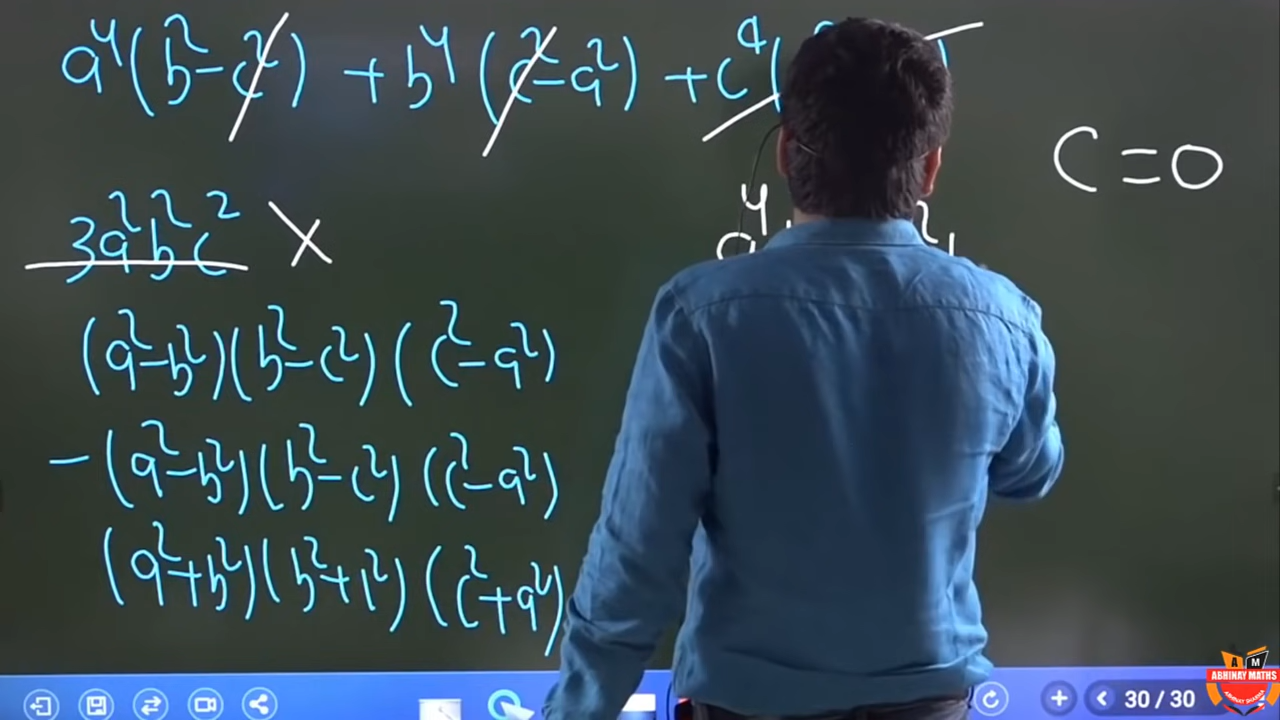 a⁴(b²-c²) + b⁴(c²-a²) + c⁴(
C=0
3a²b²c² ×
a⁴
(a²-b²)(b²-c²)(c²-a²)
-(a²-b²)(b²-c²)(c²-a²)
(a²+b²)(b²+c²)(c²+a²)
30 / 30
A M
ABHINAY MATHS